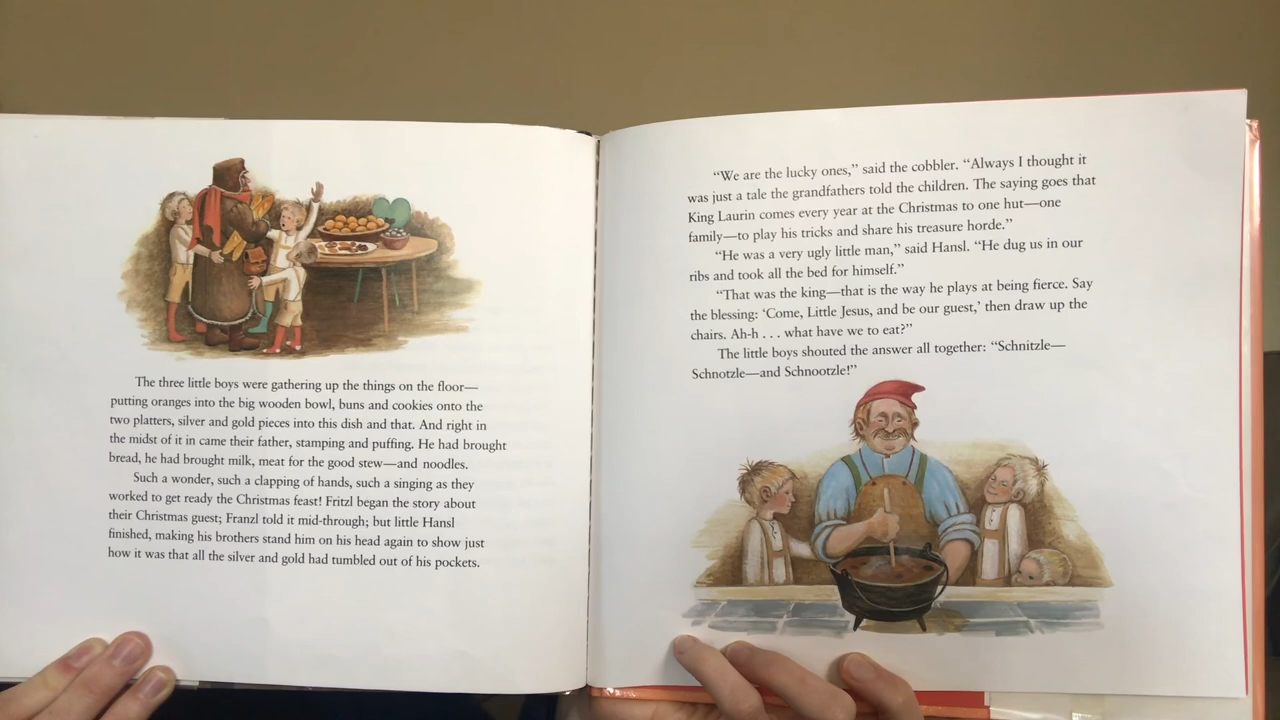 The three little boys were gathering up the things on the floor—
putting oranges into the big wooden bowl, buns and cookies onto the
two platters, silver and gold pieces into this dish and that. And right in
the midst of it in came their father, stamping and puffing. He had brought
bread, he had brought milk, meat for the good stew—and noodles.
Such a wonder, such a clapping of hands, such a singing as they
worked to get ready the Christmas feast! Fritzl began the story about
their Christmas guest; Franzl told it mid-through; but little Hansl
finished, making his brothers stand him on his head again to show just
how it was that all the silver and gold had tumbled out of his pockets.
“We are the lucky ones,” said the cobbler. “Always I thought it
was just a tale the grandfathers told the children. The saying goes that
King Laurin comes every year at the Christmas to one hut—one
family—to play his tricks and share his treasure horde.”
“He was a very ugly little man,” said Hansl. “He dug us in our
ribs and took all the bed for himself.”
“That was the king—that is the way he plays at being fierce. Say
the blessing: ‘Come, Little Jesus, and be our guest,’ then draw up the
chairs. Ah-h . . . what have we to eat?”
The little boys shouted the answer all together: “Schnitzle—
Schnotzle—and Schnootzle!”